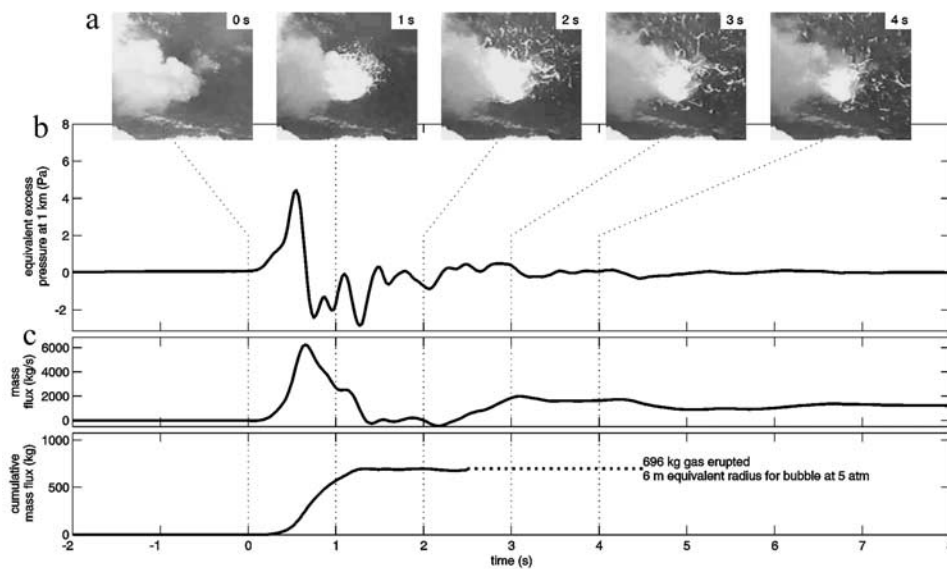 a
0 s
1 s
2 s
3 s
4 s
b
8
6
4
2
0
-2
equivalent excess
pressure at 1 km (Pa)
c
6000
4000
2000
0
mass
flux (kg/s)
1000
500
0
cumulative
mass flux (kg)
696 kg gas erupted
6 m equivalent radius for bubble at 5 atm
-2
-1
0
1
2
3
4
5
6
7
8
time (s)